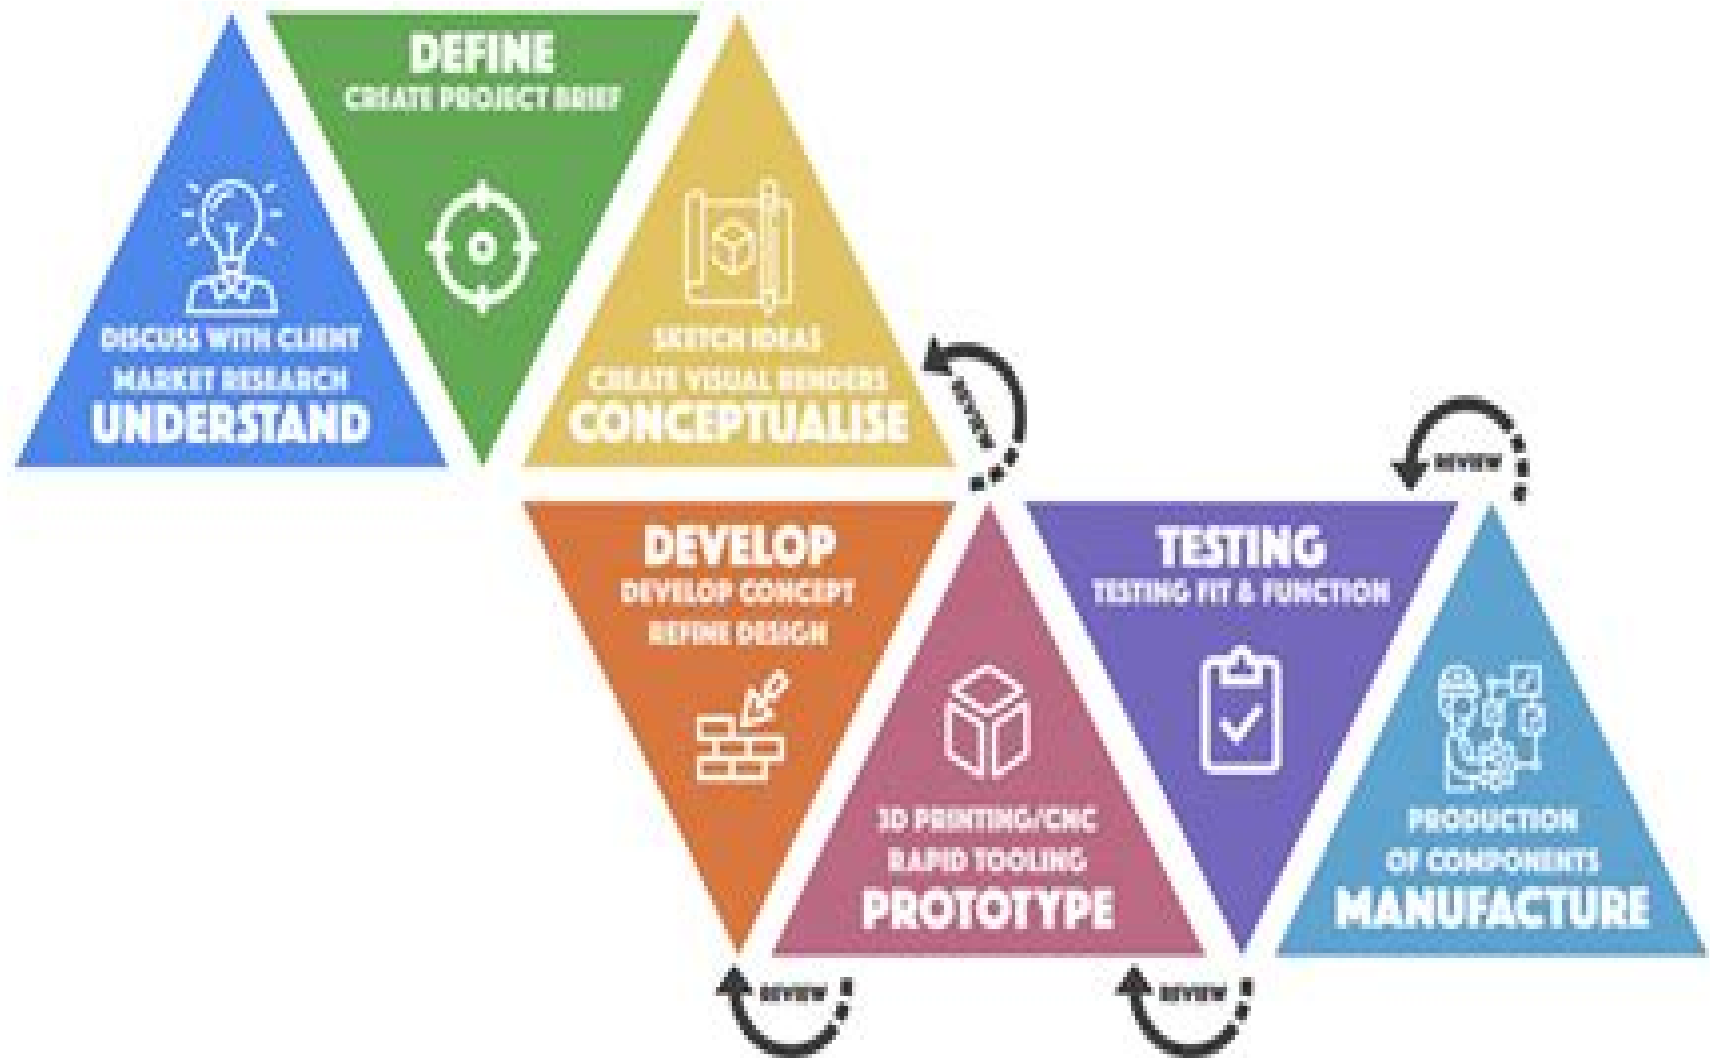 DEFINE
CREATE PROJECT BRIEF
DISCUSS WITH CLIENT
MARKET RESEARCH
UNDERSTAND
SKETCH IDEAS
CREATE VISUAL RENDERS
CONCEPTUALISE
REVIEW
REVIEW
DEVELOP
DEVELOP CONCEPT
REFINE DESIGN
TESTING
TESTING FIT & FUNCTION
3D PRINTING/CNC
RAPID TOOLING
PROTOTYPE
PRODUCTION
OF COMPONENTS
MANUFACTURE
REVIEW
REVIEW